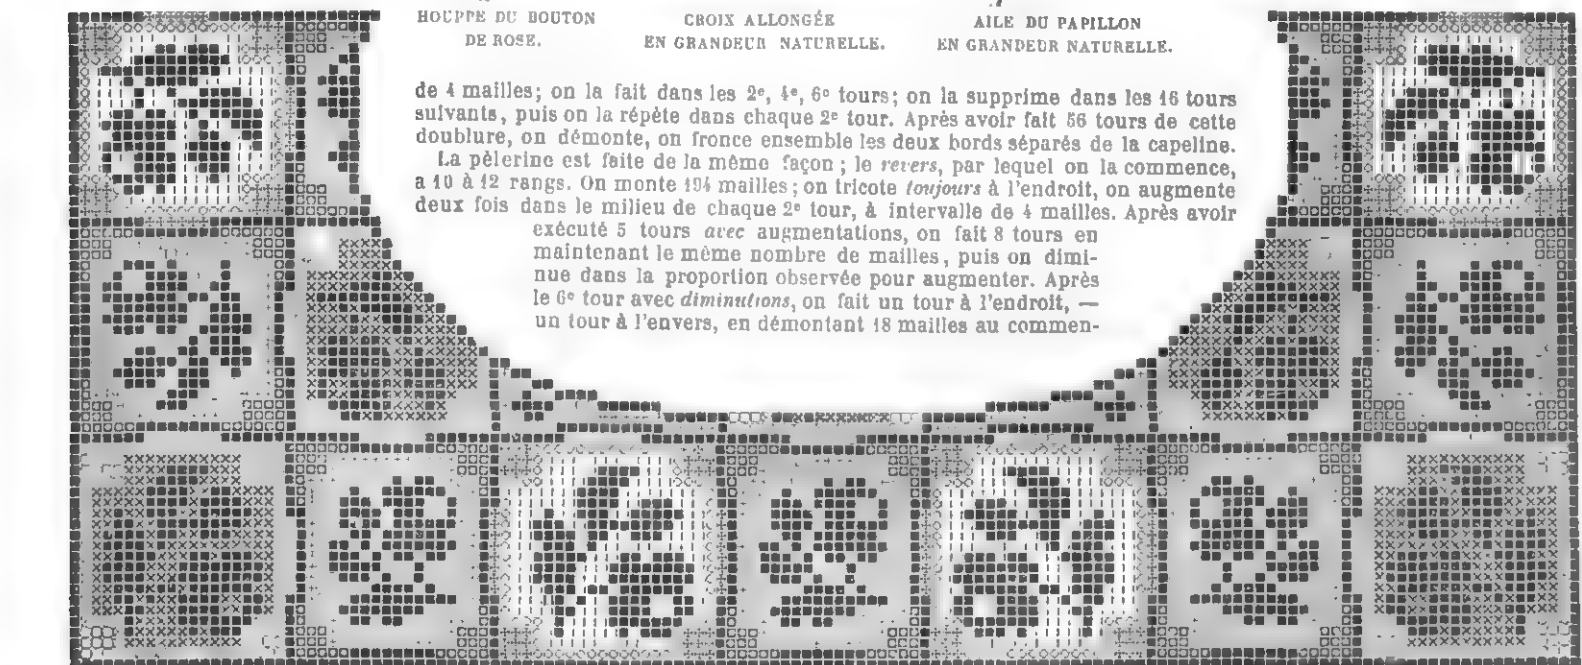 HOUPPE DU BOUTON
DE ROSE.
CROIX ALLONGÉE
EN GRANDEUR NATURELLE.
AILE DU PAPILLON
EN GRANDEUR NATURELLE.
de 4 mailles; on la fait dans les 2e, 4e, 6e tours; on la supprime dans les 16 tours
suivants, puis on la répète dans chaque 2e tour. Après avoir fait 56 tours de cette
doublure, on démonte, on fronce ensemble les deux bords séparés de la capeline.
La pèlerine est faite de la même façon; le revers, par lequel on la commence,
a 10 à 12 rangs. On monte 194 mailles; on tricote toujours à l'endroit, on augmente
deux fois dans le milieu de chaque 2e tour, à intervalle de 4 mailles. Après avoir
exécuté 5 tours avec augmentations, on fait 8 tours en
maintenant le même nombre de mailles, puis on dimi-
nue dans la proportion observée pour augmenter. Après
le 6e tour avec diminutions, on fait un tour à l'endroit, —
un tour à l'envers, en démontant 18 mailles au commen-